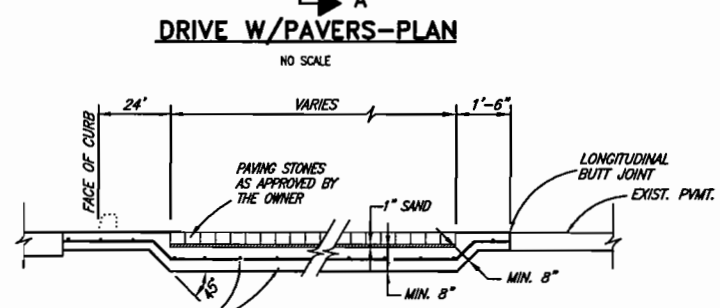 A
DRIVE W/PAVERS-PLAN
NO SCALE
24'
VARIES
1'-6"
FACE OF CURB
PAVING STONES
AS APPROVED BY
THE OWNER
1" SAND
LONGITUDINAL
BUTT JOINT
EXIST. PVMT.
45°
MIN. 8"
MIN. 8"